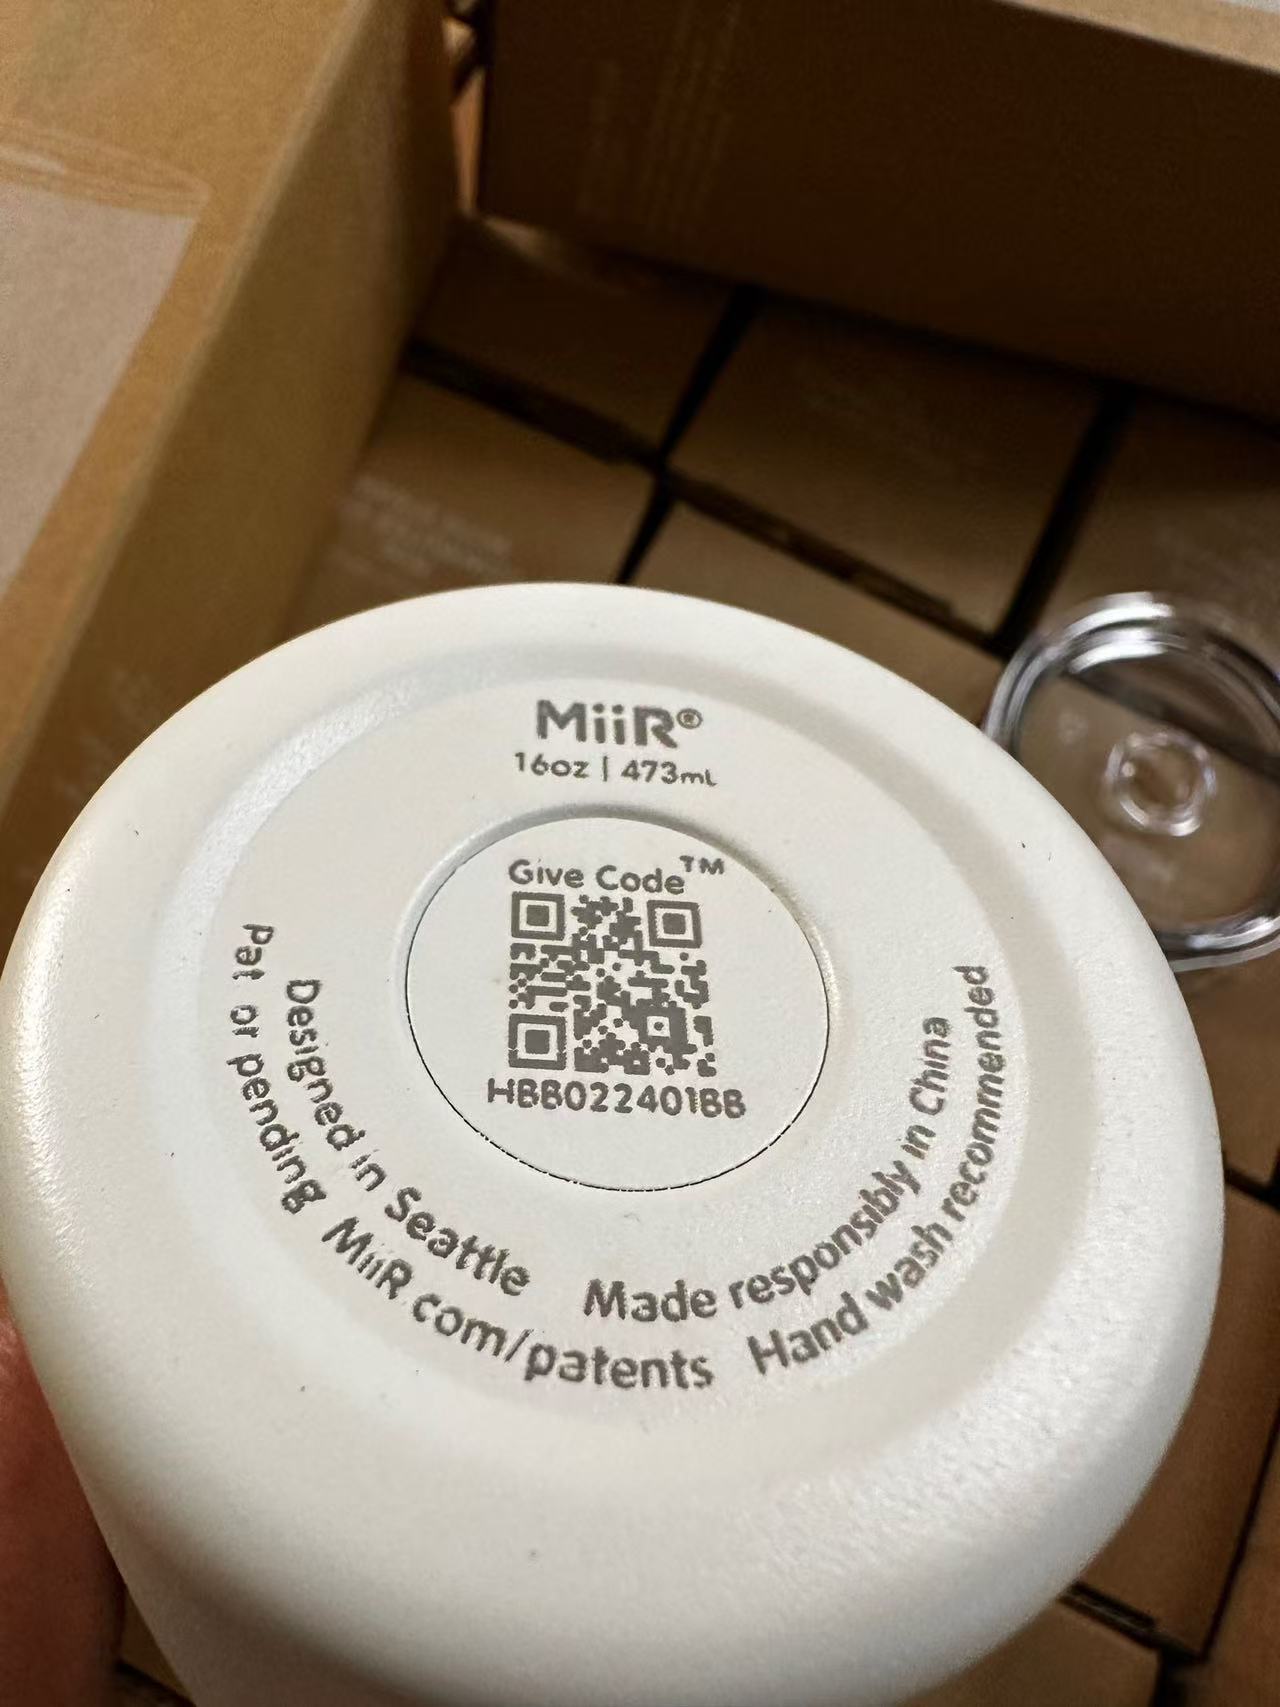 MiiR®
16oz | 473mL
Give Code™
HBB022401BB
Designed in Seattle
Made responsibly in China
Pat or pending MiiR.com/patents
Hand wash recommended